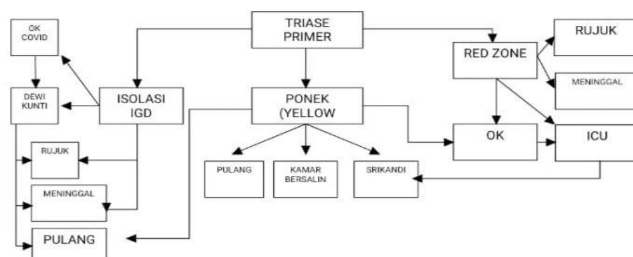 OK
COVID
TRIASE
PRIMER
RUJUK
RED ZONE
DEWI
KUNTI
ISOLASI
IGD
PONEK
(YELLOW
MENINGGAL
OK
ICU
RUJUK
PULANG
KAMAR
BERSALIN
SRIKANDI
MENINGGAL
PULANG